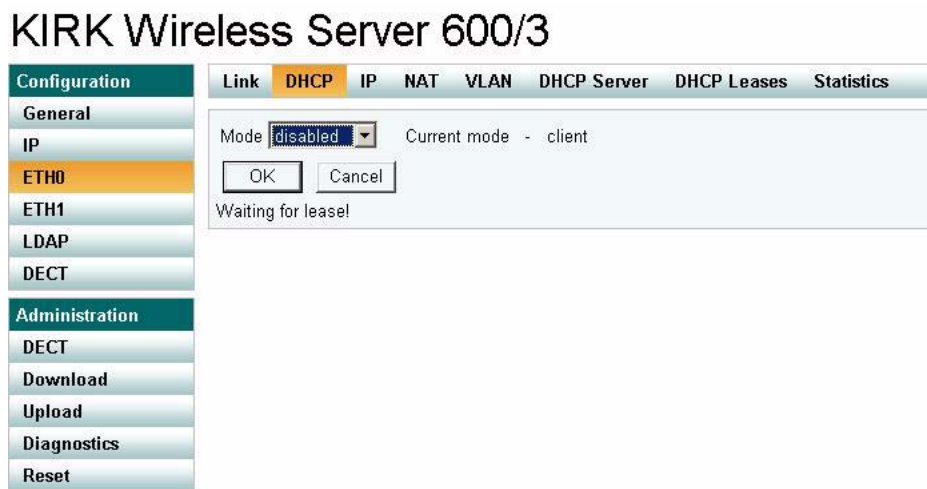 KIRK Wireless Server 600/3
Configuration
General
IP
ETH0
ETH1
LDAP
DECT
Administration
DECT
Download
Upload
Diagnostics
Reset
Link DHCP IP NAT VLAN DHCP Server DHCP Leases Statistics
Mode disabled Current mode - client
OK Cancel
Waiting for lease!